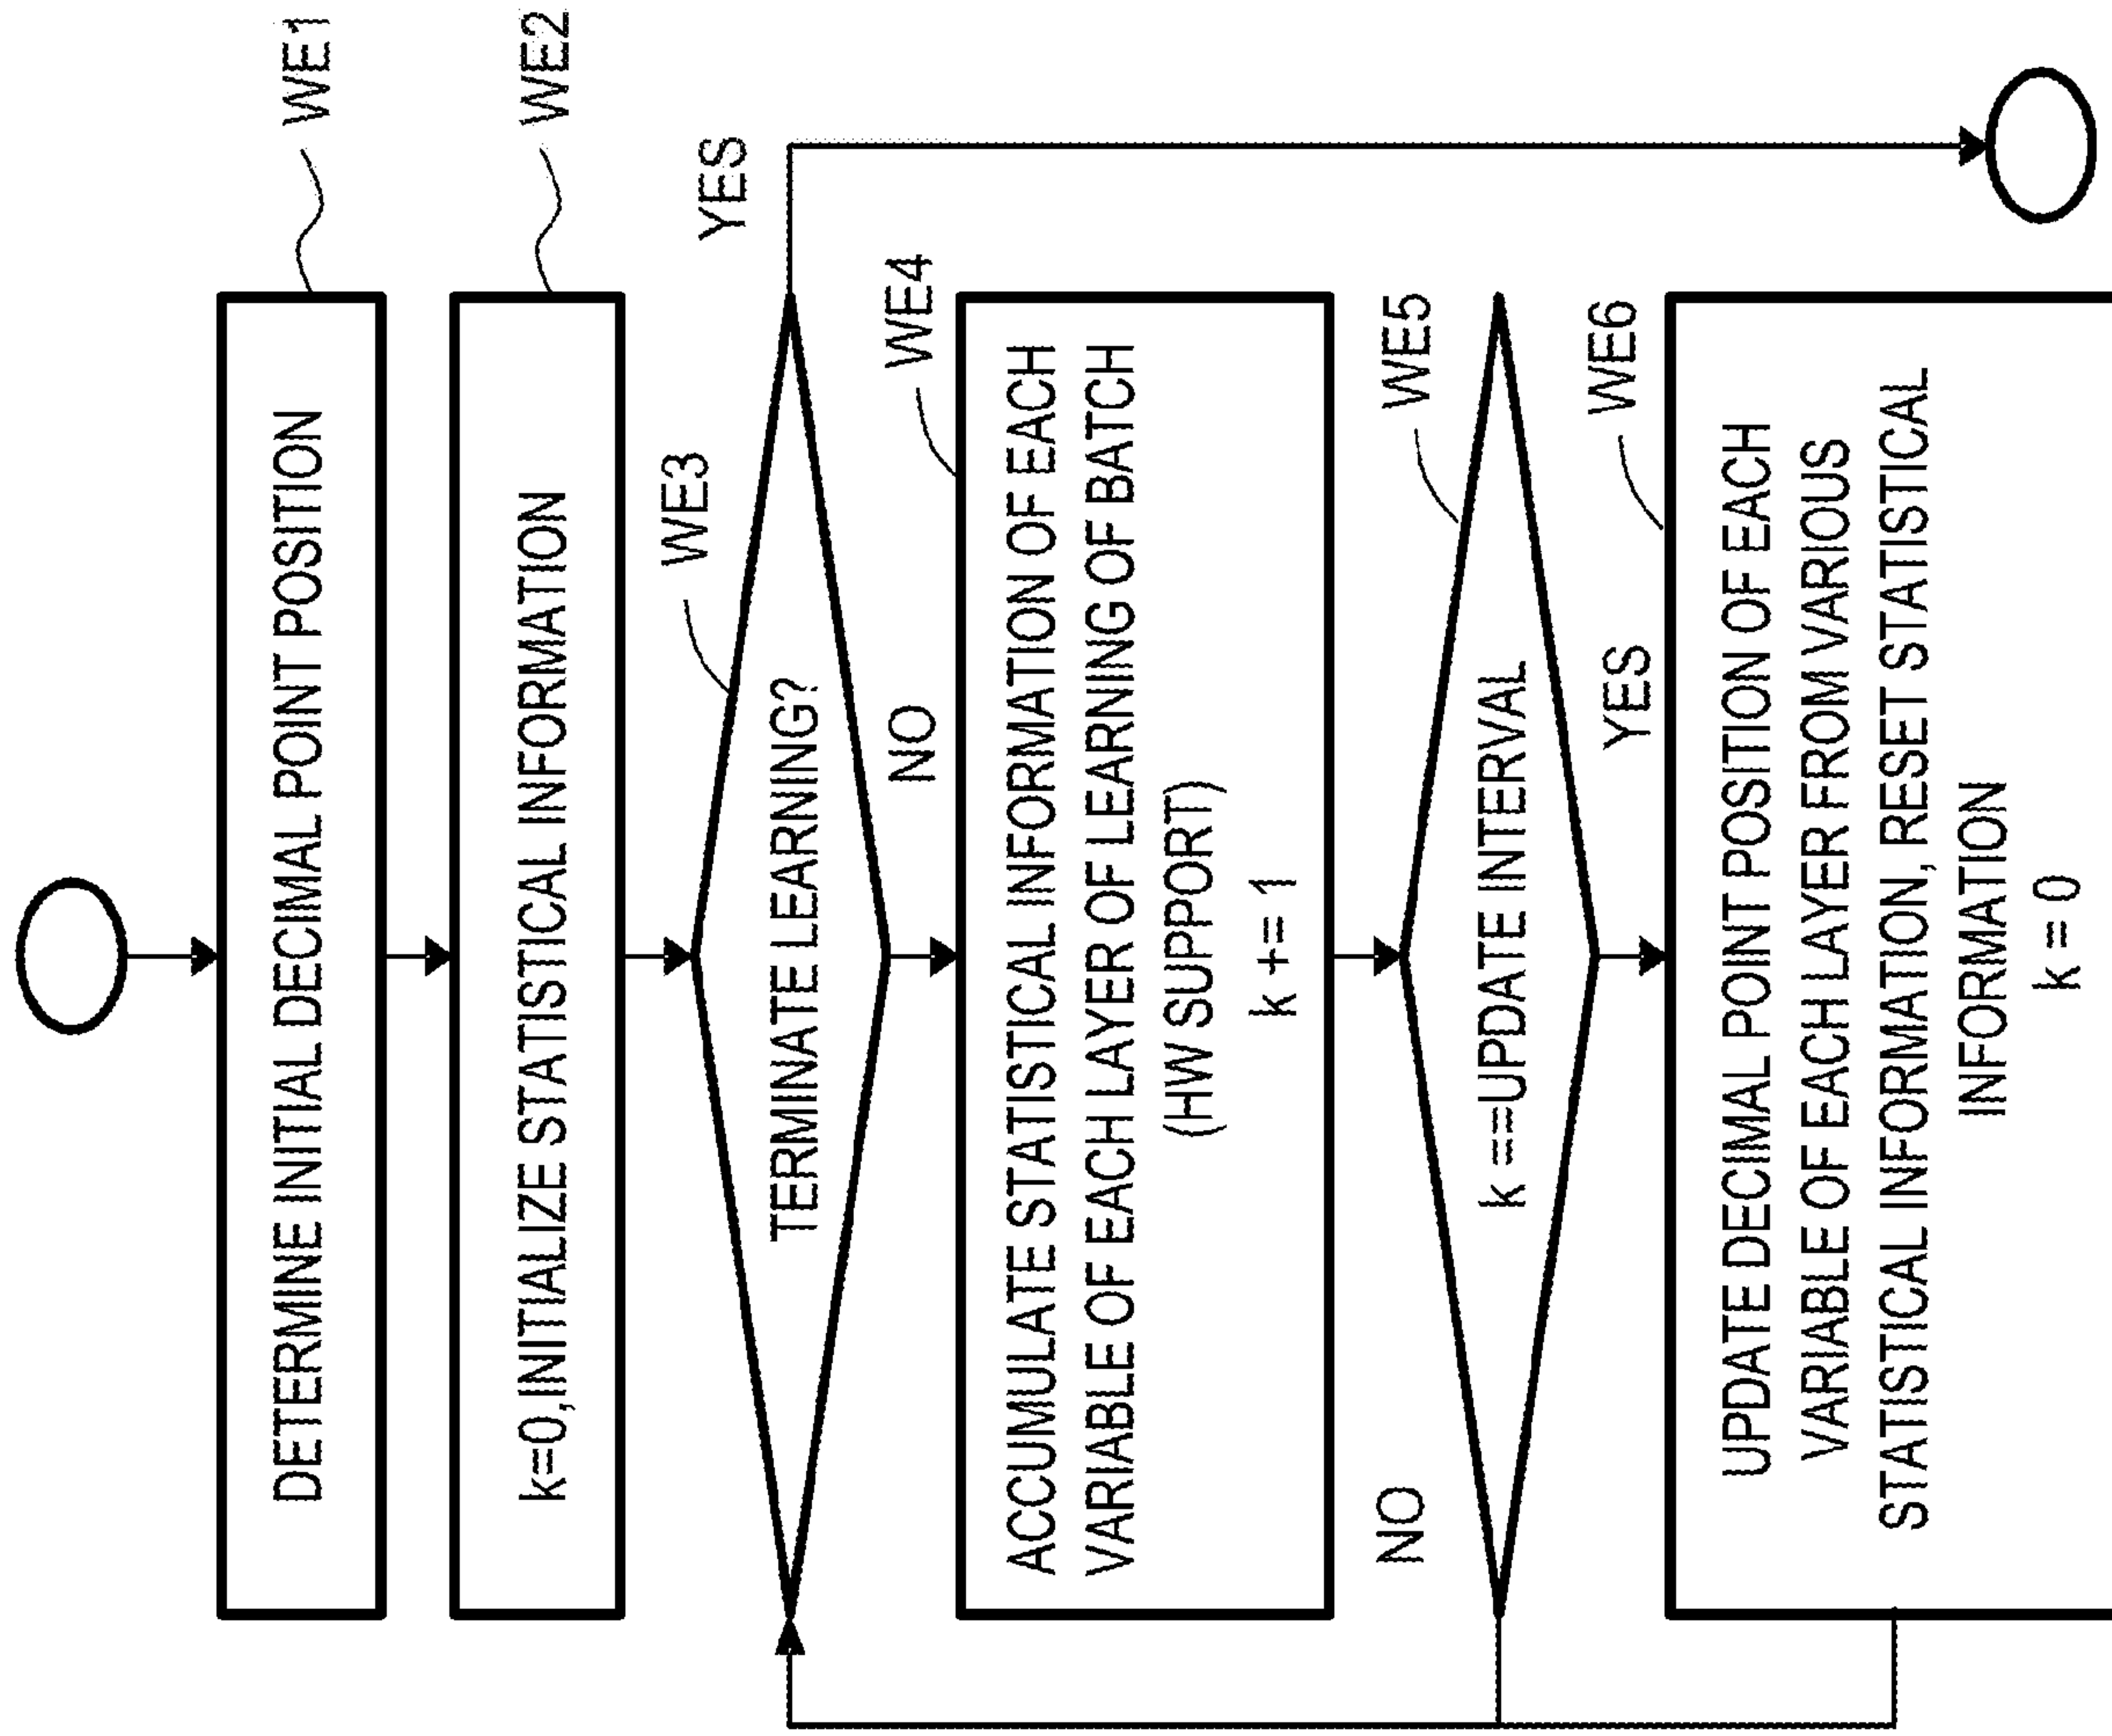 DETERMINE INITIAL DECIMAL POINT POSITION
WE1
k=0,INITIALIZE STATISTICAL INFORMATION
WE2
WE3
TERMINATE LEARNING?
YES
NO
WE4
ACCUMULATE STATISTICAL INFORMATION OF EACH
VARIABLE OF EACH LAYER OF LEARNING OF BATCH
(HW SUPPORT)
k += 1
WE5
k ==UPDATE INTERVAL
NO
YES
WE6
UPDATE DECIMAL POINT POSITION OF EACH
VARIABLE OF EACH LAYER FROM VARIOUS
STATISTICAL INFORMATION, RESET STATISTICAL
INFORMATION
k = 0